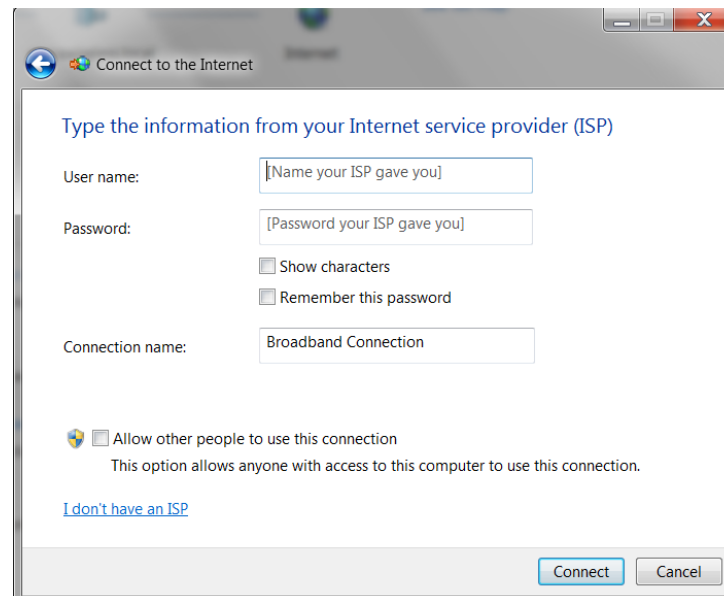 Connect to the Internet
Type the information from your Internet service provider (ISP)
User name:
[Name your ISP gave you]
Password:
[Password your ISP gave you]
Show characters
Remember this password
Connection name:
Broadband Connection
Allow other people to use this connection
This option allows anyone with access to this computer to use this connection.
I don't have an ISP
Connect
Cancel